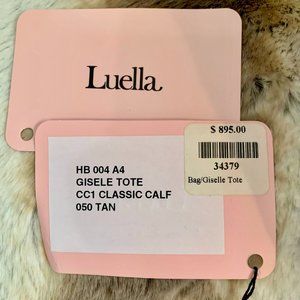 Luella.
$ 895.00
34379
Bag/Giselle Tote
HB 004 A4
GISELE TOTE
CC1 CLASSIC CALF
050 TAN